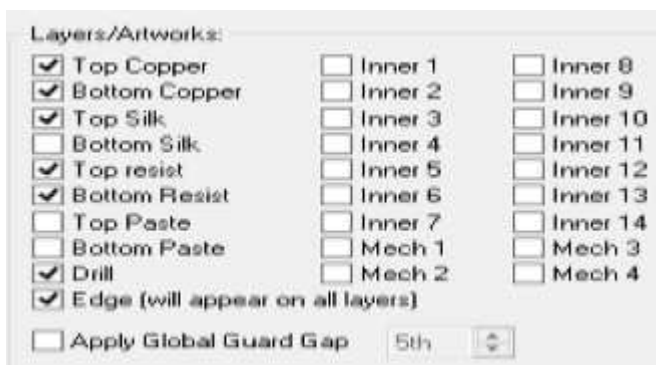 Layers/Artworks:
Top Copper Inner 1 Inner 8
Bottom Copper Inner 2 Inner 9
Top Silk Inner 3 Inner 10
Bottom Silk Inner 4 Inner 11
Top resist Inner 5 Inner 12
Bottom Resist Inner 6 Inner 13
Top Paste Inner 7 Inner 14
Bottom Paste Mech 1 Mech 3
Drill Mech 2 Mech 4
Edge (will appear on all layers)
Apply Global Guard Gap 5th